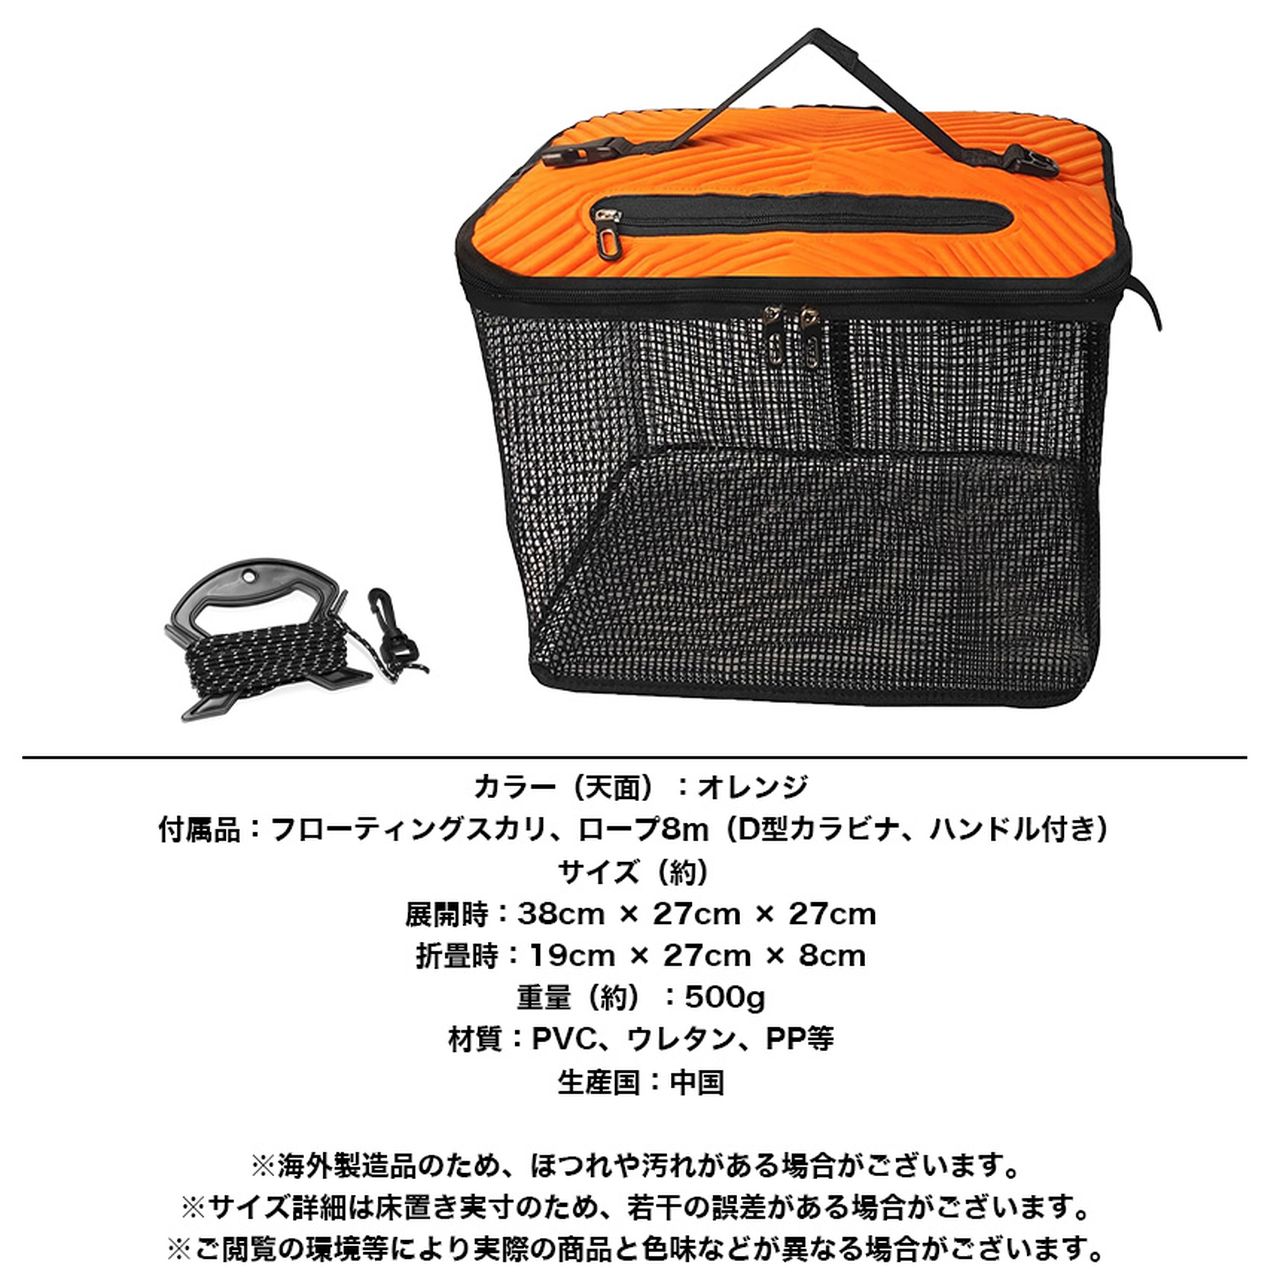 カラー（天面）：オレンジ
付属品：フローティングスカリ、ロープ8m（D型カラビナ、ハンドル付き）
サイズ（約）
展開時：38cm × 27cm × 27cm
折畳時：19cm × 27cm × 8cm
重量（約）：500g
材質：PVC、ウレタン、PP等
生産国：中国
※海外製造品のため、ほつれや汚れがある場合がございます。
※サイズ詳細は床置き実寸のため、若干の誤差がある場合がございます。
※ご閲覧の環境等により実際の商品と色味などが異なる場合がございます。